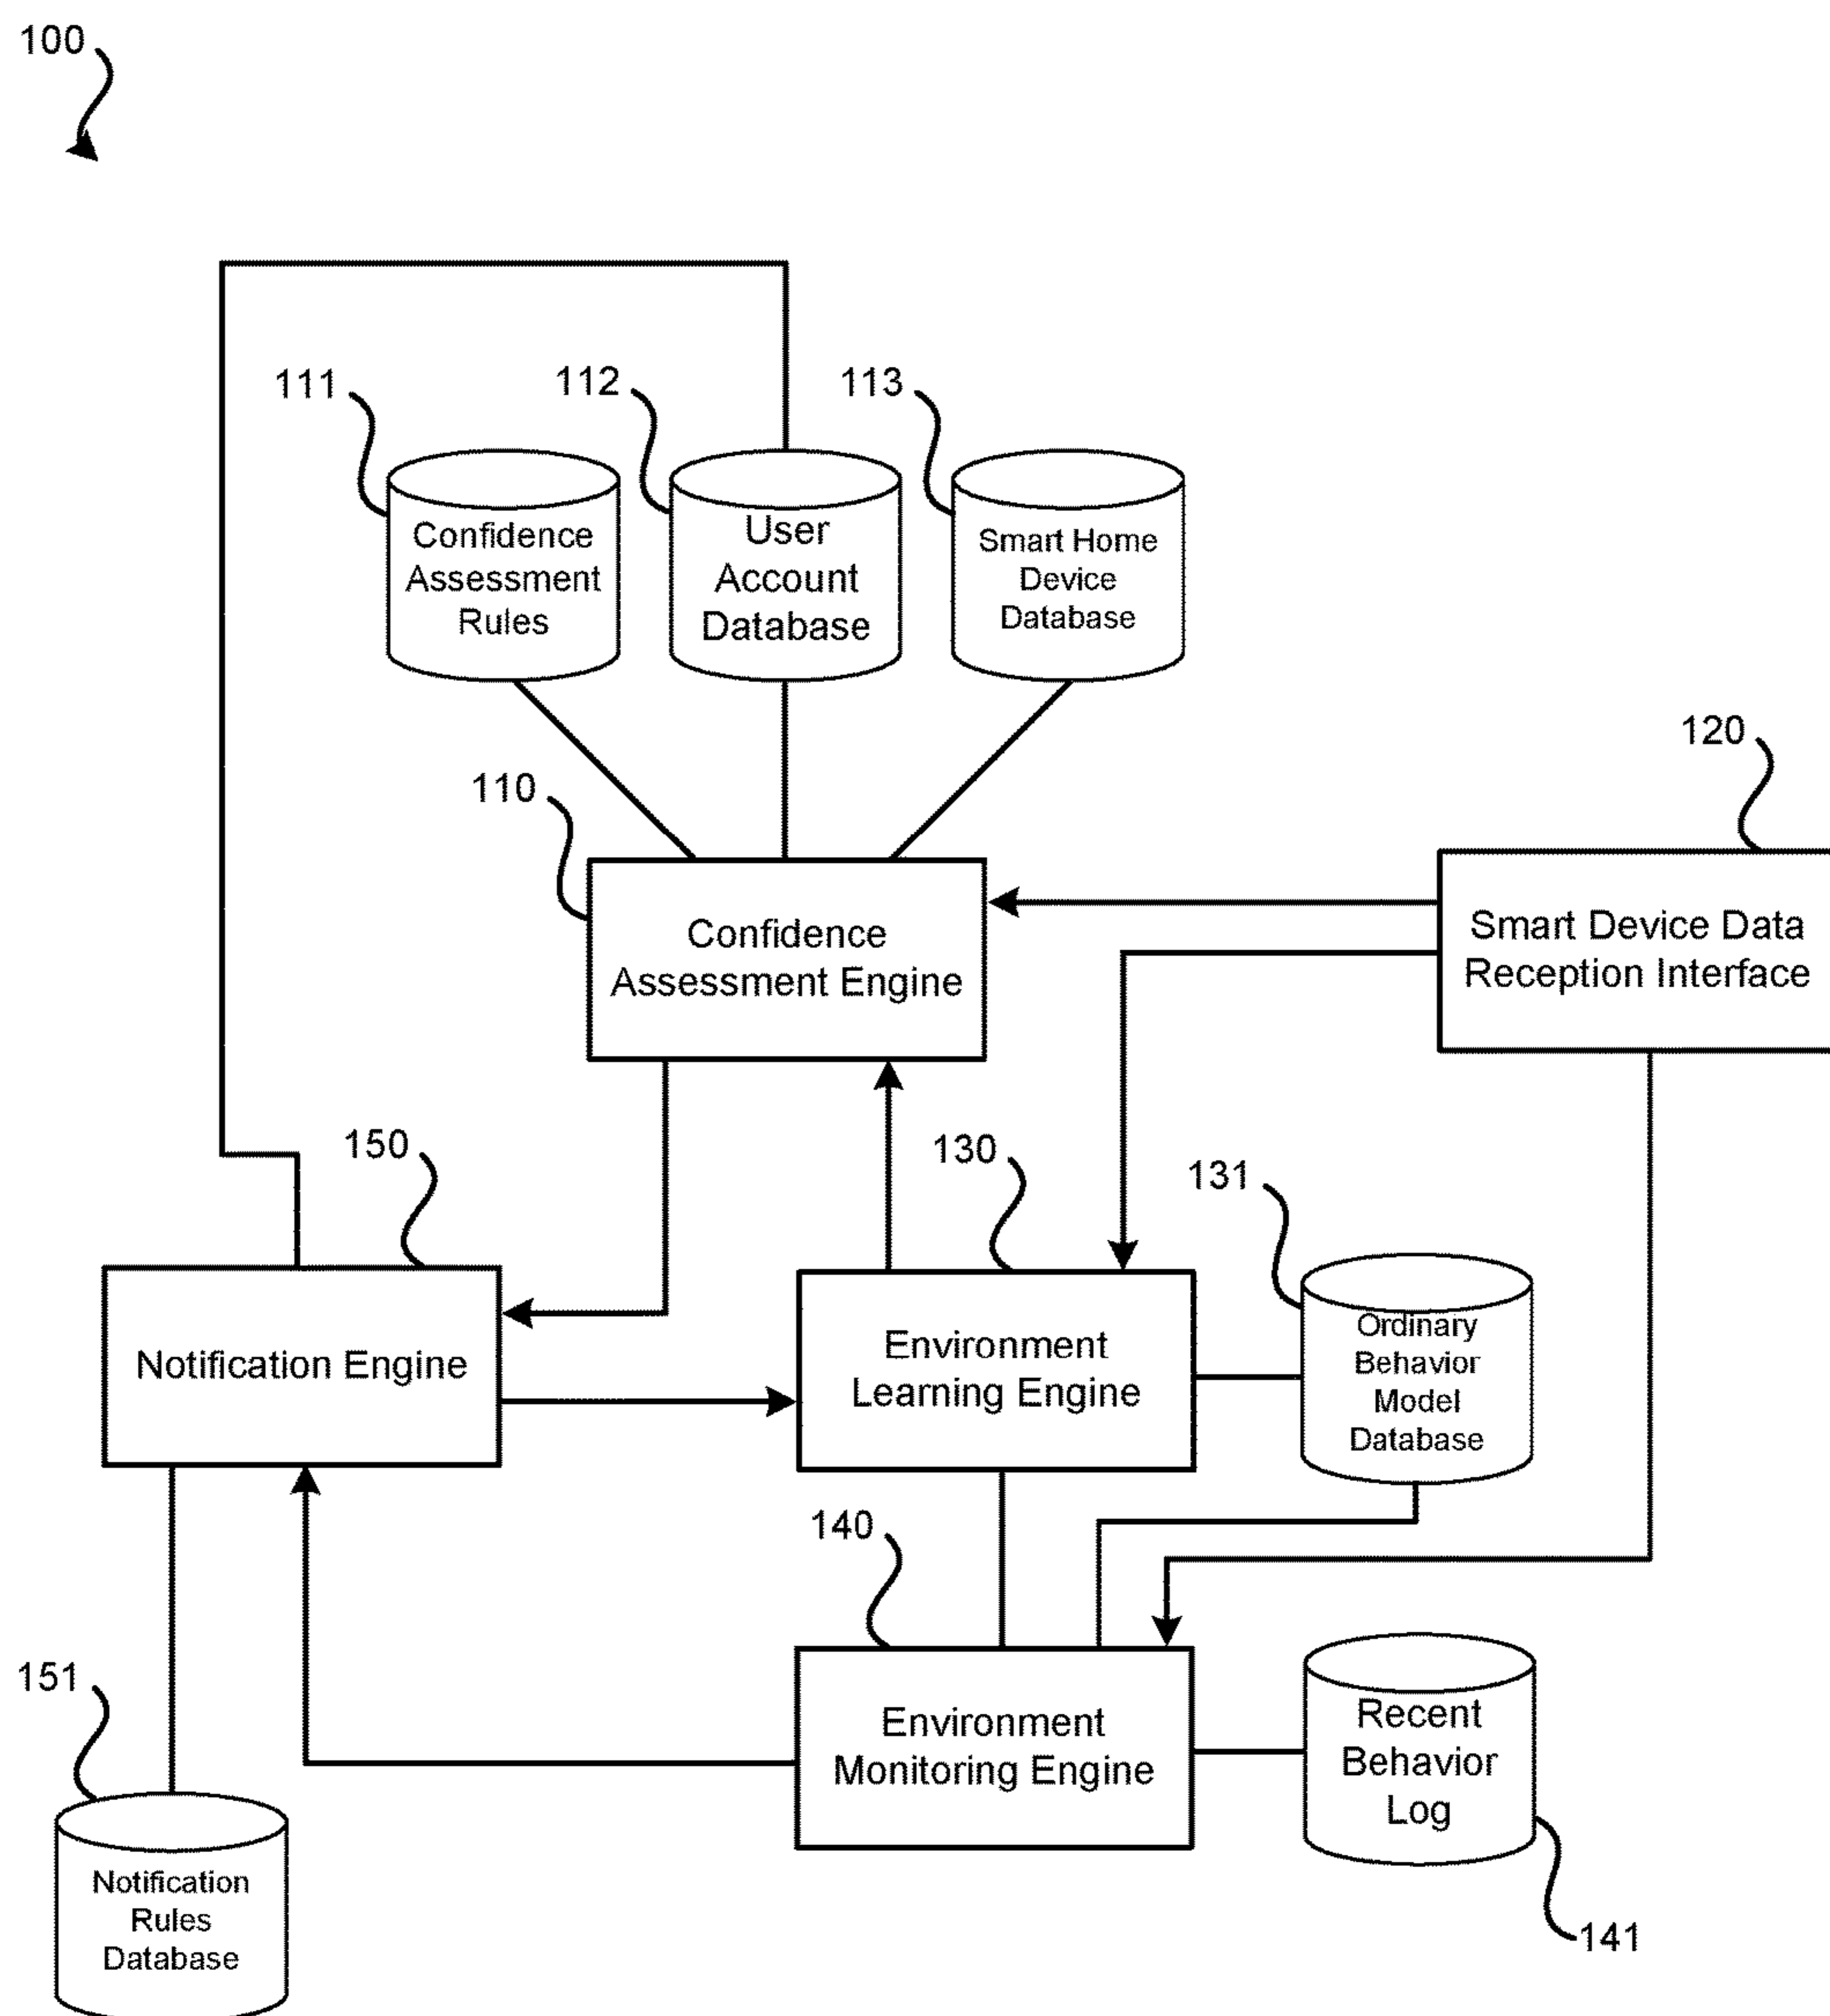 100
111
112
113
Confidence
Assessment
Rules
User
Account
Database
Smart Home
Device
Database
120
110
Confidence
Assessment Engine
Smart Device Data
Reception Interface
150
130
131
Notification Engine
Environment
Learning Engine
Ordinary
Behavior
Model
Database
140
151
Environment
Monitoring Engine
Recent
Behavior
Log
Notification
Rules
Database
141